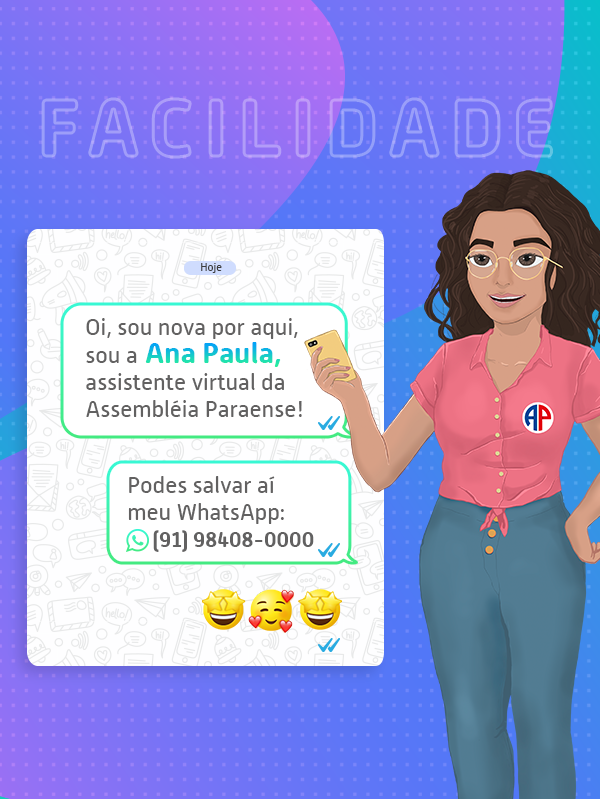 FACILIDADE
Hoje
Oi, sou nova por aqui,
sou a Ana Paula,
assistente virtual da
Assembléia Paraense!
AP
Podes salvar aí
meu WhatsApp:
(91) 98408-0000